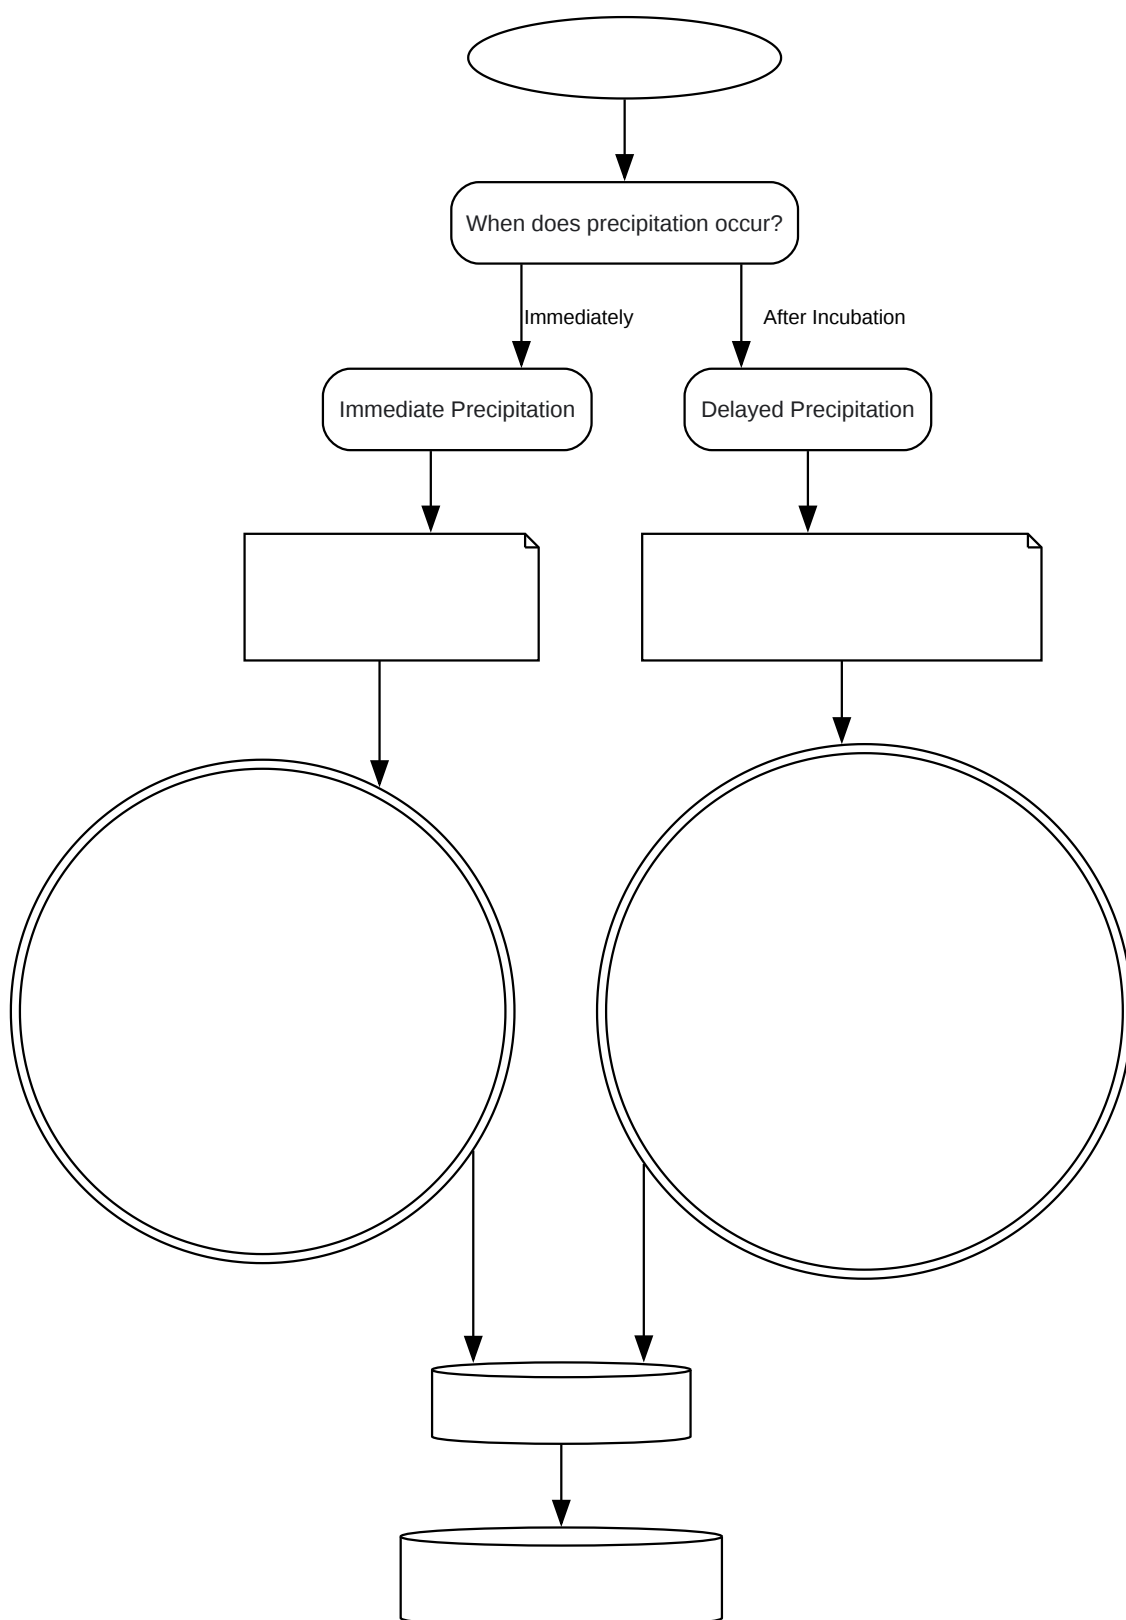 When does precipitation occur?
Immediately
After Incubation
Immediate Precipitation
Delayed Precipitation